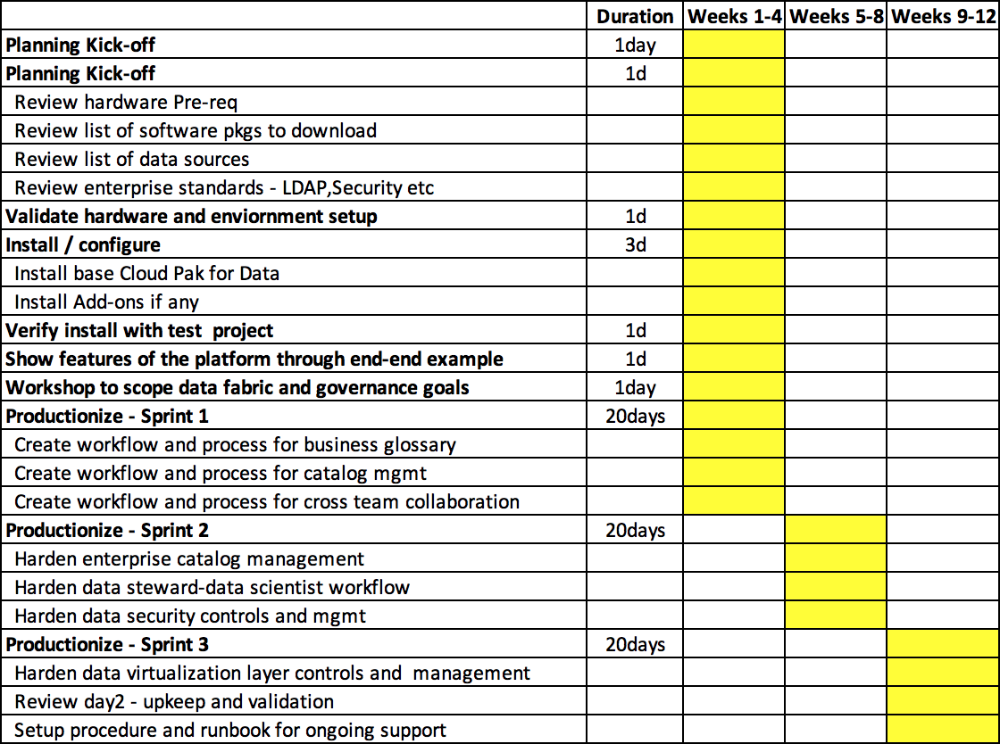 Duration Weeks 1-4 Weeks 5-8 Weeks 9-12
Planning Kick-off 1day
Planning Kick-off 1d
Review hardware Pre-req
Review list of software pkgs to download
Review list of data sources
Review enterprise standards - LDAP,Security etc
Validate hardware and enviornment setup 1d
Install / configure 3d
Install base Cloud Pak for Data
Install Add-ons if any
Verify install with test  project 1d
Show features of the platform through end-end example 1d
Workshop to scope data fabric and governance goals 1day
Productionize - Sprint 1 20days
Create workflow and process for business glossary
Create workflow and process for catalog mgmt
Create workflow and process for cross team collaboration
Productionize - Sprint 2 20days
Harden enterprise catalog management
Harden data steward-data scientist workflow
Harden data security controls and mgmt
Productionize - Sprint 3 20days
Harden data virtualization layer controls and  management
Review day2 - upkeep and validation
Setup procedure and runbook for ongoing support